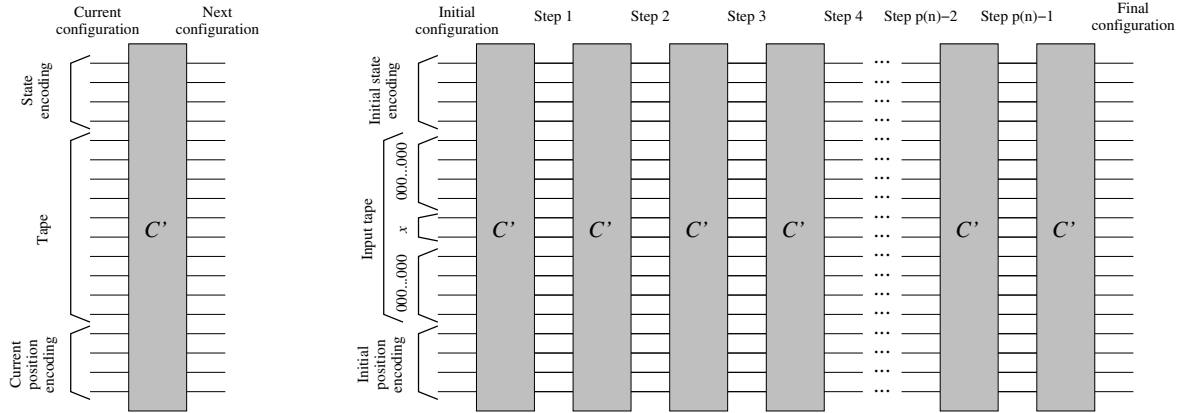 Current
configuration
Next
configuration
State
encoding
Tape
Current
position
encoding
C’
Initial
configuration
Step 1
Step 2
Step 3
Step 4
Step p(n)−2
Step p(n)−1
Final
configuration
Initial state
encoding
Input tape
000...000
x
000...000
Initial
position
encoding
C’
C’
C’
C’
...
C’
C’